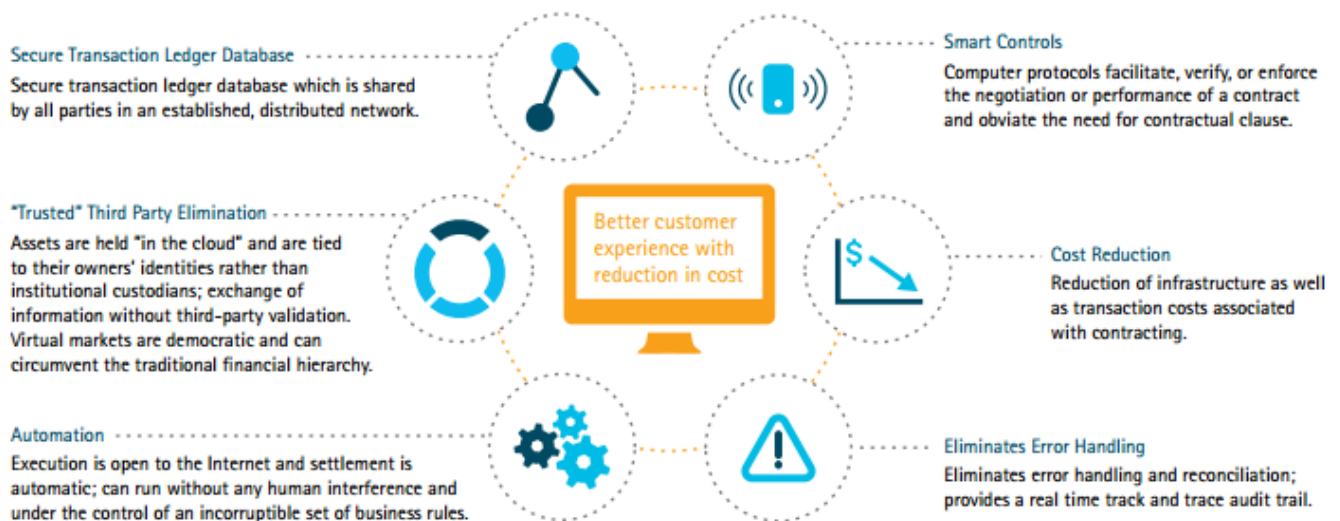 Secure Transaction Ledger Database
Secure transaction ledger database which is shared
by all parties in an established, distributed network.
Smart Controls
Computer protocols facilitate, verify, or enforce
the negotiation or performance of a contract
and obviate the need for contractual clause.
"Trusted" Third Party Elimination
Assets are held "in the cloud" and are tied
to their owners' identities rather than
institutional custodians; exchange of
information without third-party validation.
Virtual markets are democratic and can
circumvent the traditional financial hierarchy.
Better customer
experience with
reduction in cost
$
Cost Reduction
Reduction of infrastructure as well
as transaction costs associated
with contracting.
Automation
Execution is open to the Internet and settlement is
automatic; can run without any human interference and
under the control of an incorruptible set of business rules.
!
Eliminates Error Handling
Eliminates error handling and reconciliation;
provides a real time track and trace audit trail.